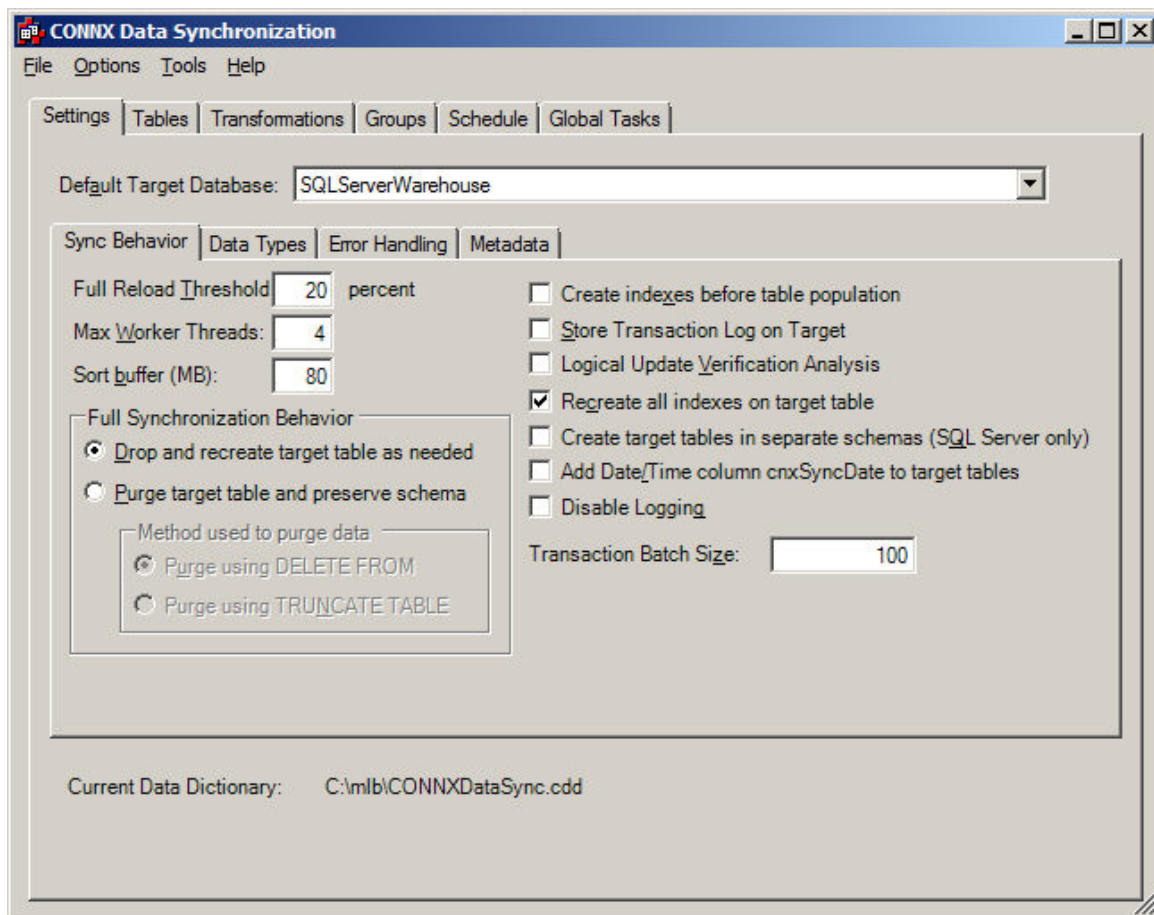 CONNX Data Synchronization
File Options Tools Help
Settings Tables Transformations Groups Schedule Global Tasks
Default Target Database: SQLServerWarehouse
Sync Behavior Data Types Error Handling Metadata
Full Reload Threshold 20 percent
Max Worker Threads: 4
Sort buffer (MB): 80
Full Synchronization Behavior
Drop and recreate target table as needed
Purge target table and preserve schema
Method used to purge data
Purge using DELETE FROM
Purge using TRUNCATE TABLE
Create indexes before table population
Store Transaction Log on Target
Logical Update Verification Analysis
Recreate all indexes on target table
Create target tables in separate schemas (SQL Server only)
Add Date/Time column cnxSyncDate to target tables
Disable Logging
Transaction Batch Size: 100
Current Data Dictionary: C:\mlb\CONNXDataSync.cdd